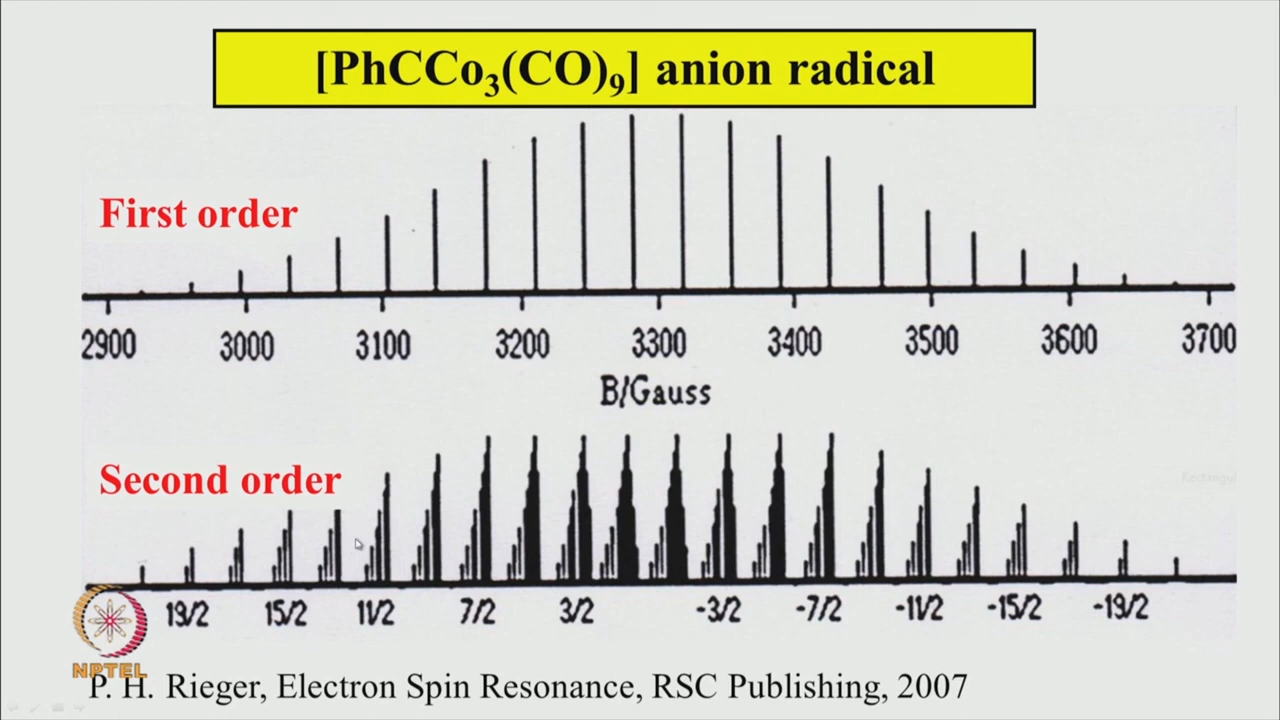 [PhCCo₃(CO)₉] anion radical
First order
2900 3000 3100 3200 3300 3400 3500 3600 3700
B/Gauss
Second order
Rectangul
19/2 15/2 11/2 7/2 3/2 -3/2 -7/2 -11/2 -15/2 -19/2
NPTEL
P. H. Rieger, Electron Spin Resonance, RSC Publishing, 2007